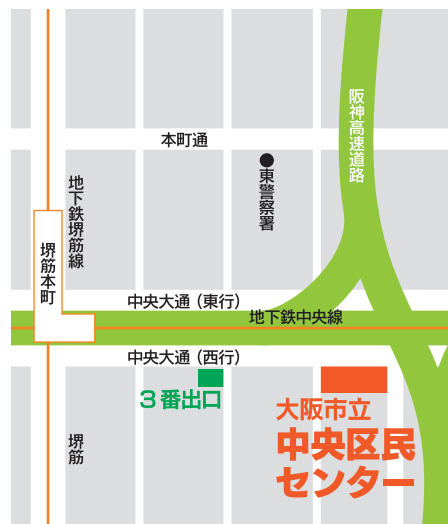 阪神高速道路
本町通
東警察署
地下鉄堺筋線
堺筋本町
中央大通（東行）
地下鉄中央線
中央大通（西行）
3番出口
大阪市立
中央区民
センター
堺筋